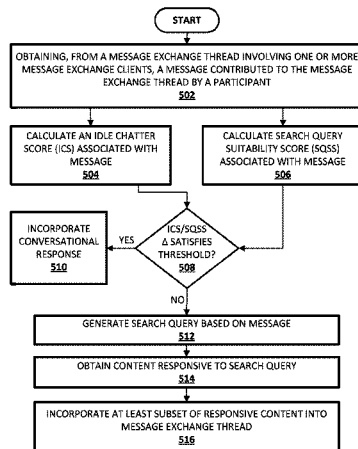 START
OBTAINING, FROM A MESSAGE EXCHANGE THREAD INVOLVING ONE OR MORE
MESSAGE EXCHANGE CLIENTS, A MESSAGE CONTRIBUTED TO THE MESSAGE
EXCHANGE THREAD BY A PARTICIPANT
502
CALCULATE AN IDLE CHATTER
SCORE (ICS) ASSOCIATED WITH
MESSAGE
504
CALCULATE SEARCH QUERY
SUITABILITY SCORE (SQSS)
ASSOCIATED WITH MESSAGE
506
INCORPORATE
CONVERSATIONAL
RESPONSE
510
YES
ICS/SQSS
Δ SATISFIES
THRESHOLD?
508
NO
GENERATE SEARCH QUERY BASED ON MESSAGE
512
OBTAIN CONTENT RESPONSIVE TO SEARCH QUERY
514
INCORPORATE AT LEAST SUBSET OF RESPONSIVE CONTENT INTO
MESSAGE EXCHANGE THREAD
516